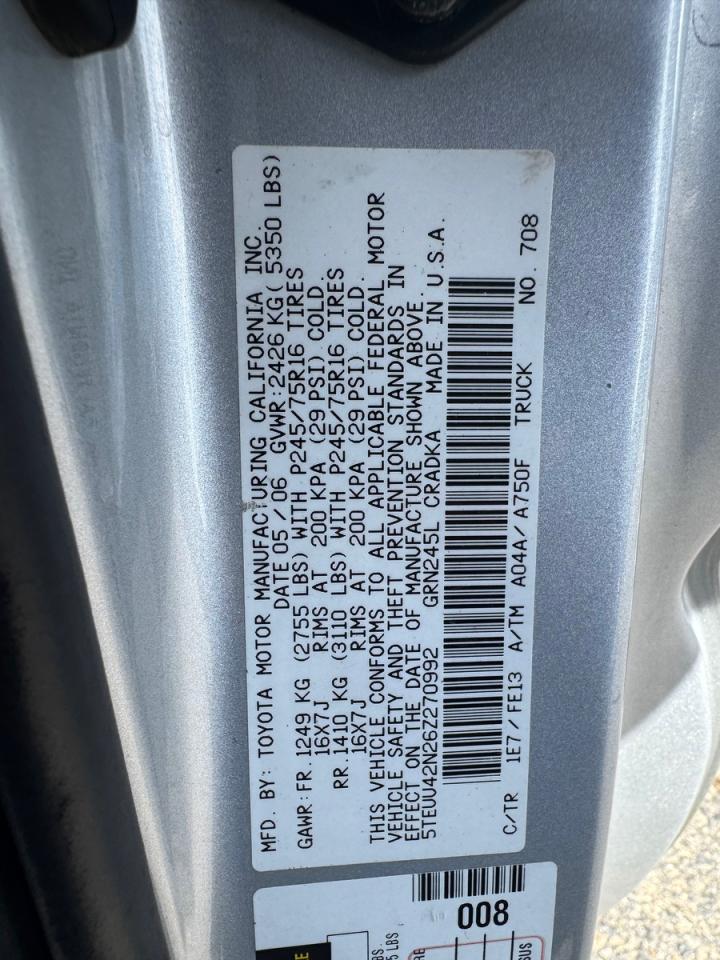 MFD. BY: TOYOTA MOTOR MANUFACTURING CALIFORNIA INC.
DATE 05/06 GVWR:2426 KG( 5350 LBS)
GAWR:FR.1249 KG (2755 LBS) WITH P245/75R16 TIRES
16X7J RIMS AT 200 KPA (29 PSI) COLD
RR.1410 KG (3110 LBS) WITH P245/75R16 TIRES
16X7J RIMS AT 200 KPA (29 PSI) COLD.
THIS VEHICLE CONFORMS TO ALL APPLICABLE FEDERAL MOTOR
VEHICLE SAFETY AND THEFT PREVENTION STANDARDS IN
EFFECT ON THE DATE OF MANUFACTURE SHOWN ABOVE.
5TEUU42N26Z270992 GRN245L CRADKA MADE IN U.S.A.
C/TR 1E7/FE13 A/TM A04A/A750F TRUCK NO. 708
008